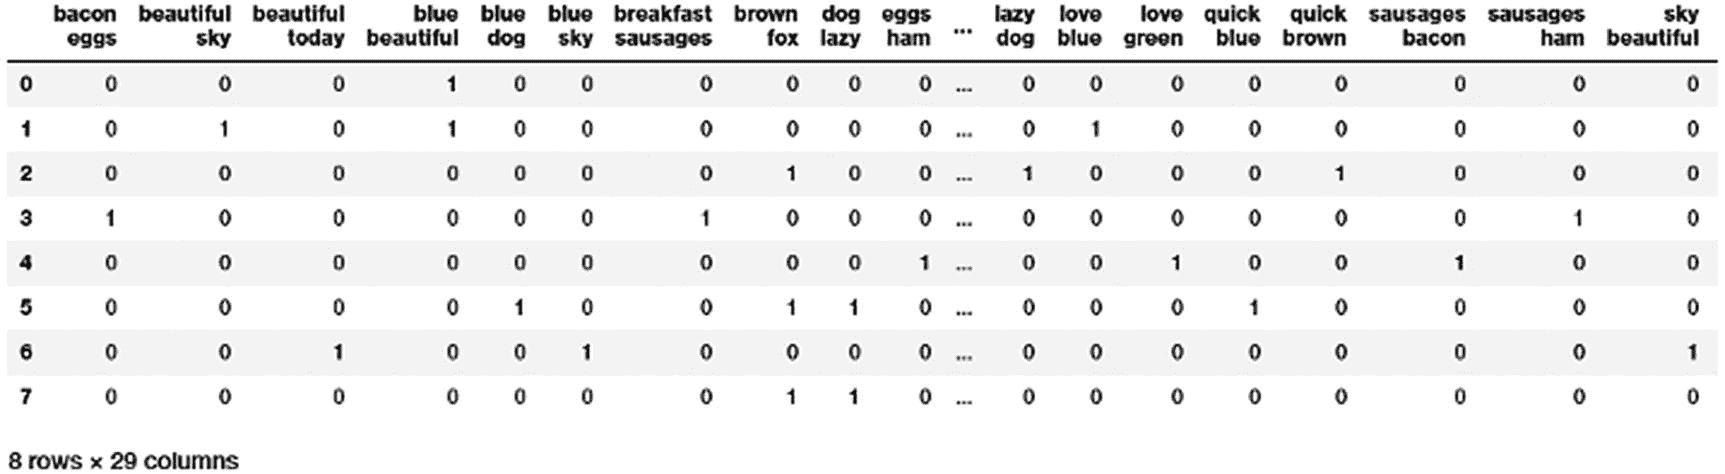 bacon beautiful beautiful blue blue blue breakfast brown dog eggs ... lazy love love quick quick sausages sausages sky
eggs sky today beautiful dog sky sausages fox lazy ham dog blue green blue brown bacon ham beautiful
0 0 0 0 1 0 0 0 0 0 0 ... 0 0 0 0 0 0 0 0
1 0 1 0 1 0 0 0 0 0 0 ... 0 1 0 0 0 0 0 0
2 0 0 0 0 0 0 0 1 0 0 ... 1 0 0 0 1 0 0 0
3 1 0 0 0 0 0 1 0 0 0 ... 0 0 0 0 0 0 1 0
4 0 0 0 0 0 0 0 0 0 1 ... 0 0 1 0 0 1 0 0
5 0 0 0 0 1 0 0 1 1 0 ... 0 0 0 1 0 0 0 0
6 0 0 1 0 0 1 0 0 0 0 ... 0 0 0 0 0 0 0 1
7 0 0 0 0 0 0 0 1 1 0 ... 0 0 0 0 0 0 0 0
8 rows × 29 columns